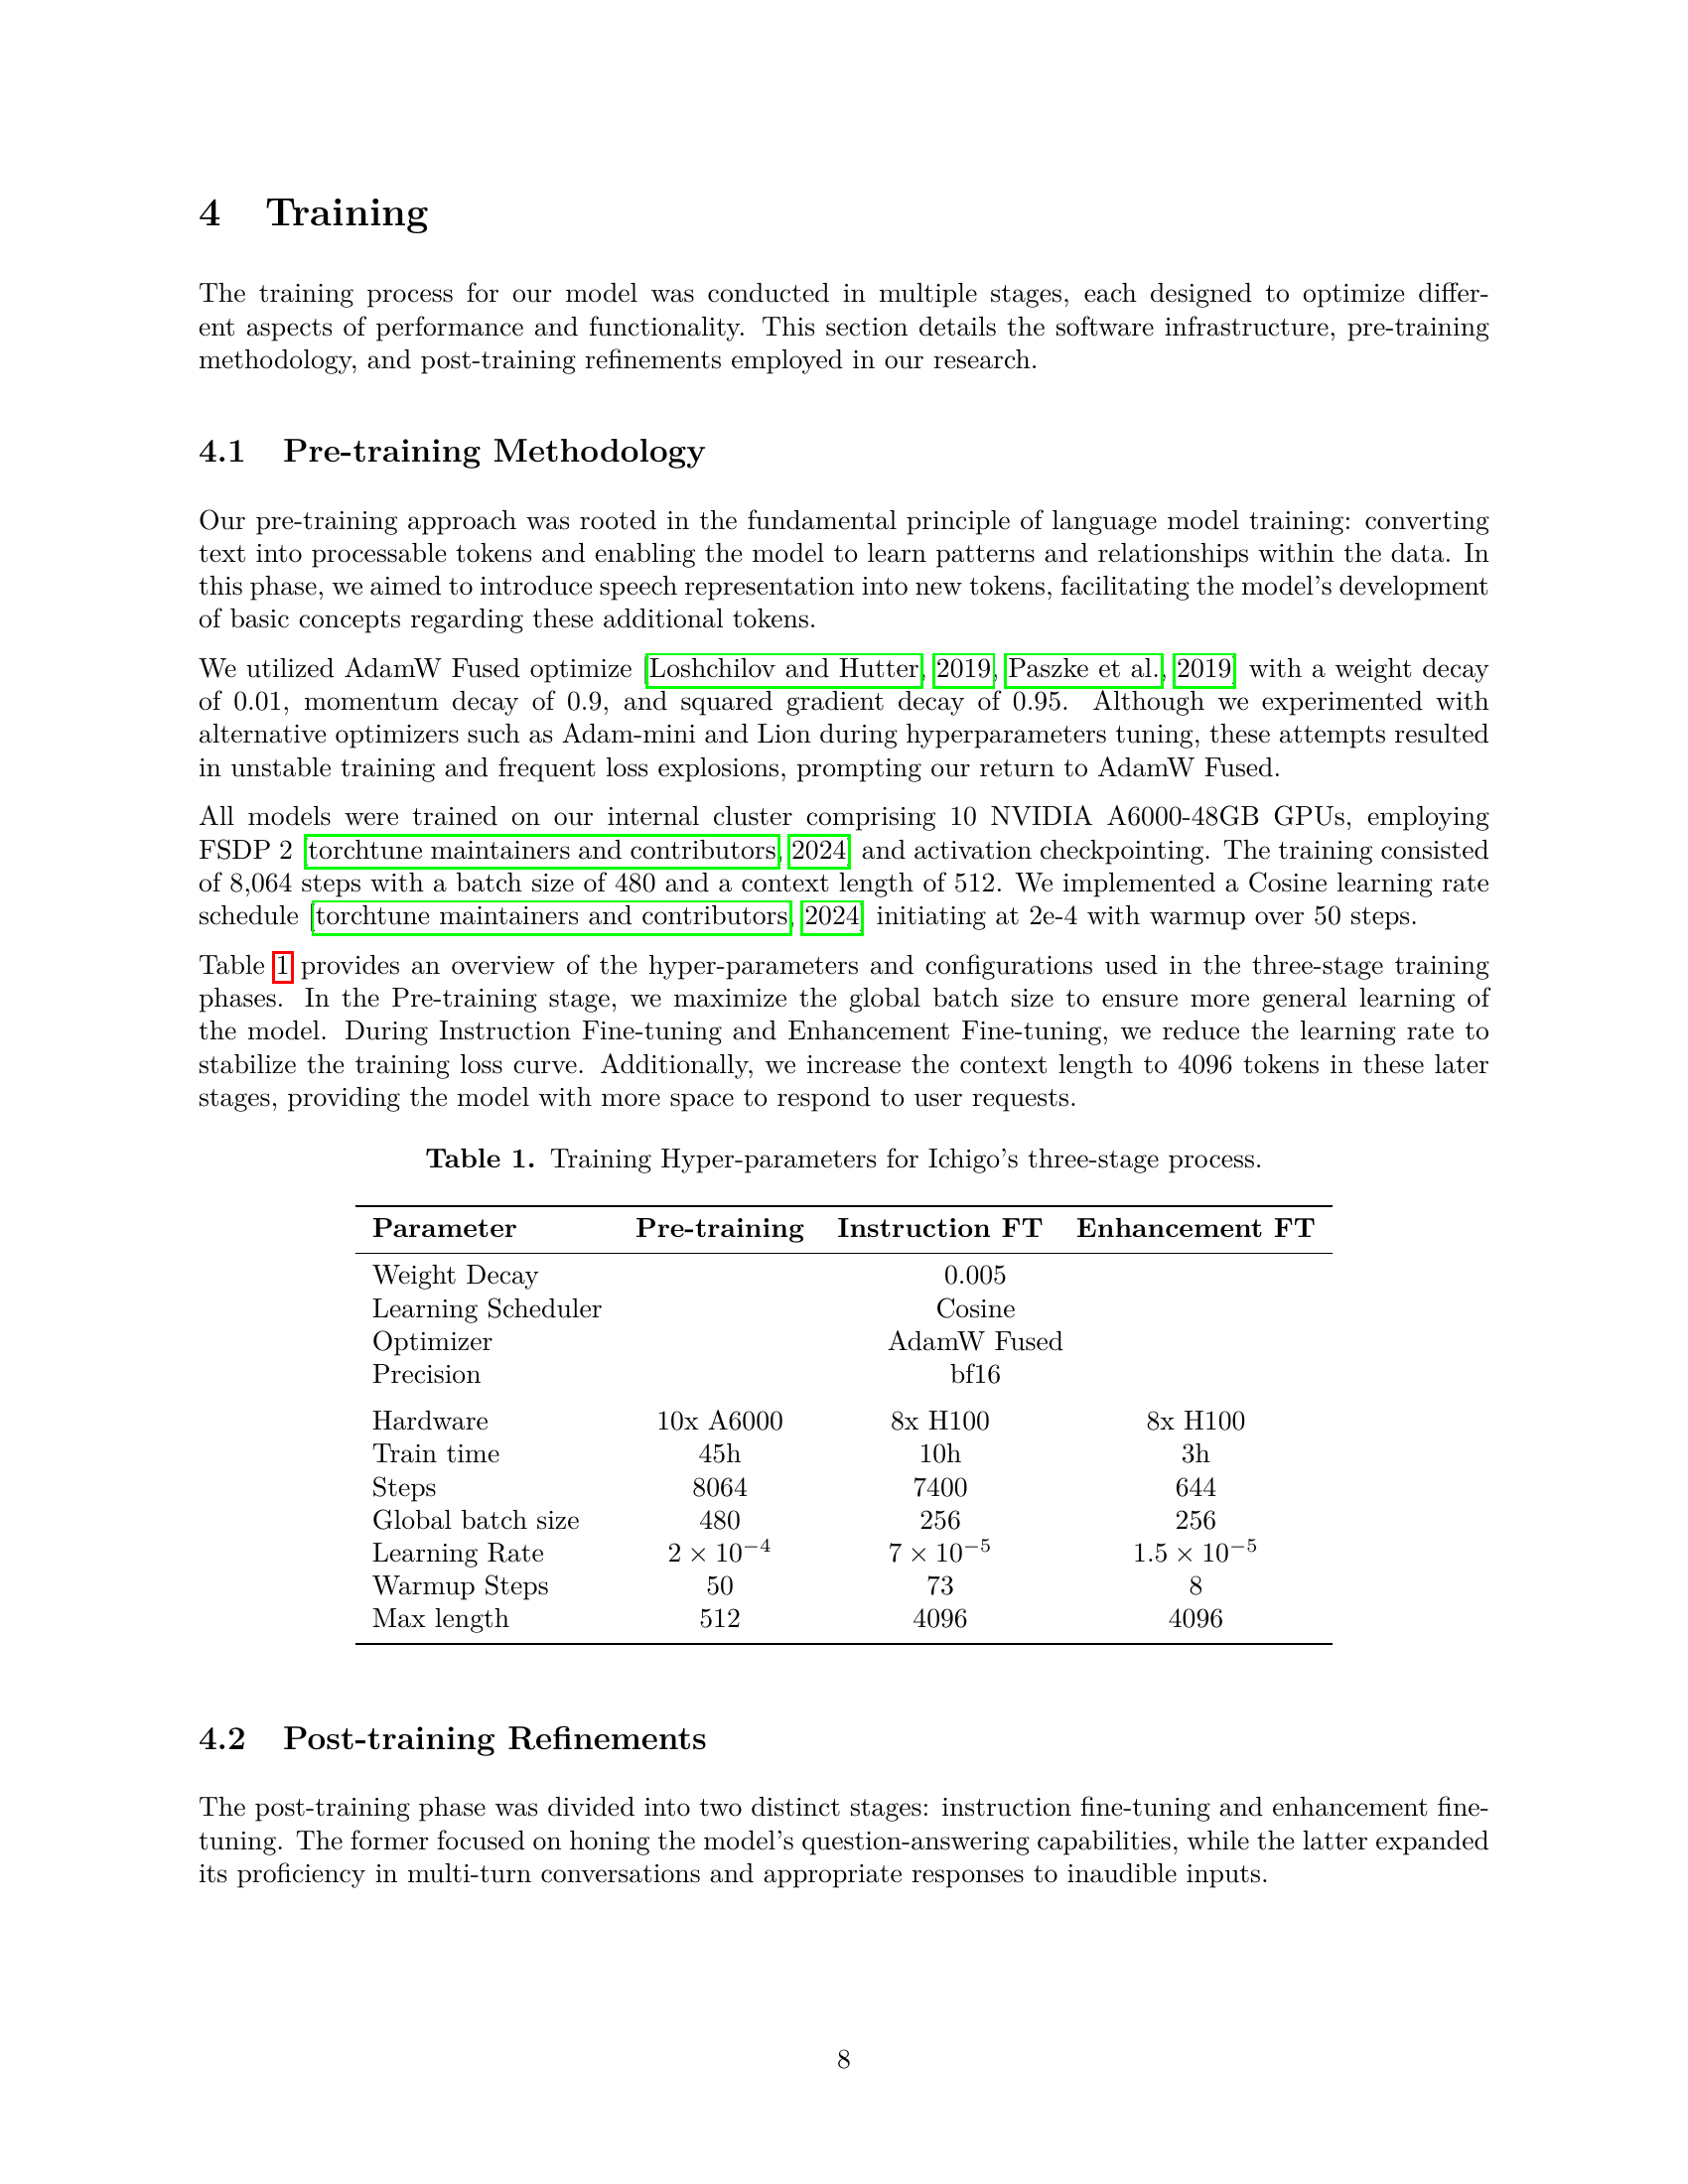 4 Training
The training process for our model was conducted in multiple stages, each designed to optimize differ-
ent aspects of performance and functionality. This section details the software infrastructure, pre-training
methodology, and post-training refinements employed in our research.
4.1 Pre-training Methodology
Our pre-training approach was rooted in the fundamental principle of language model training: converting
text into processable tokens and enabling the model to learn patterns and relationships within the data. In
this phase, we aimed to introduce speech representation into new tokens, facilitating the model's development
of basic concepts regarding these additional tokens.
We utilized AdamW Fused optimize [Loshchilov and Hutter, 2019, Paszke et al., 2019] with a weight decay
of 0.01, momentum decay of 0.9, and squared gradient decay of 0.95. Although we experimented with
alternative optimizers such as Adam-mini and Lion during hyperparameters tuning, these attempts resulted
in unstable training and frequent loss explosions, prompting our return to AdamW Fused.
All models were trained on our internal cluster comprising 10 NVIDIA A6000-48GB GPUs, employing
FSDP 2 [torchtune maintainers and contributors, 2024] and activation checkpointing. The training consisted
of 8,064 steps with a batch size of 480 and a context length of 512. We implemented a Cosine learning rate
schedule [torchtune maintainers and contributors, 2024] initiating at 2e-4 with warmup over 50 steps.
Table 1 provides an overview of the hyper-parameters and configurations used in the three-stage training
phases. In the Pre-training stage, we maximize the global batch size to ensure more general learning of
the model. During Instruction Fine-tuning and Enhancement Fine-tuning, we reduce the learning rate to
stabilize the training loss curve. Additionally, we increase the context length to 4096 tokens in these later
stages, providing the model with more space to respond to user requests.
Table 1. Training Hyper-parameters for Ichigo's three-stage process.
Parameter Pre-training Instruction FT Enhancement FT
Weight Decay 0.005
Learning Scheduler Cosine
Optimizer AdamW Fused
Precision bf16
Hardware 10x A6000 8x H100 8x H100
Train time 45h 10h 3h
Steps 8064 7400 644
Global batch size 480 256 256
Learning Rate 2 × 10⁻⁴ 7 × 10⁻⁵ 1.5 × 10⁻⁵
Warmup Steps 50 73 8
Max length 512 4096 4096
4.2 Post-training Refinements
The post-training phase was divided into two distinct stages: instruction fine-tuning and enhancement fine-
tuning. The former focused on honing the model's question-answering capabilities, while the latter expanded
its proficiency in multi-turn conversations and appropriate responses to inaudible inputs.
8